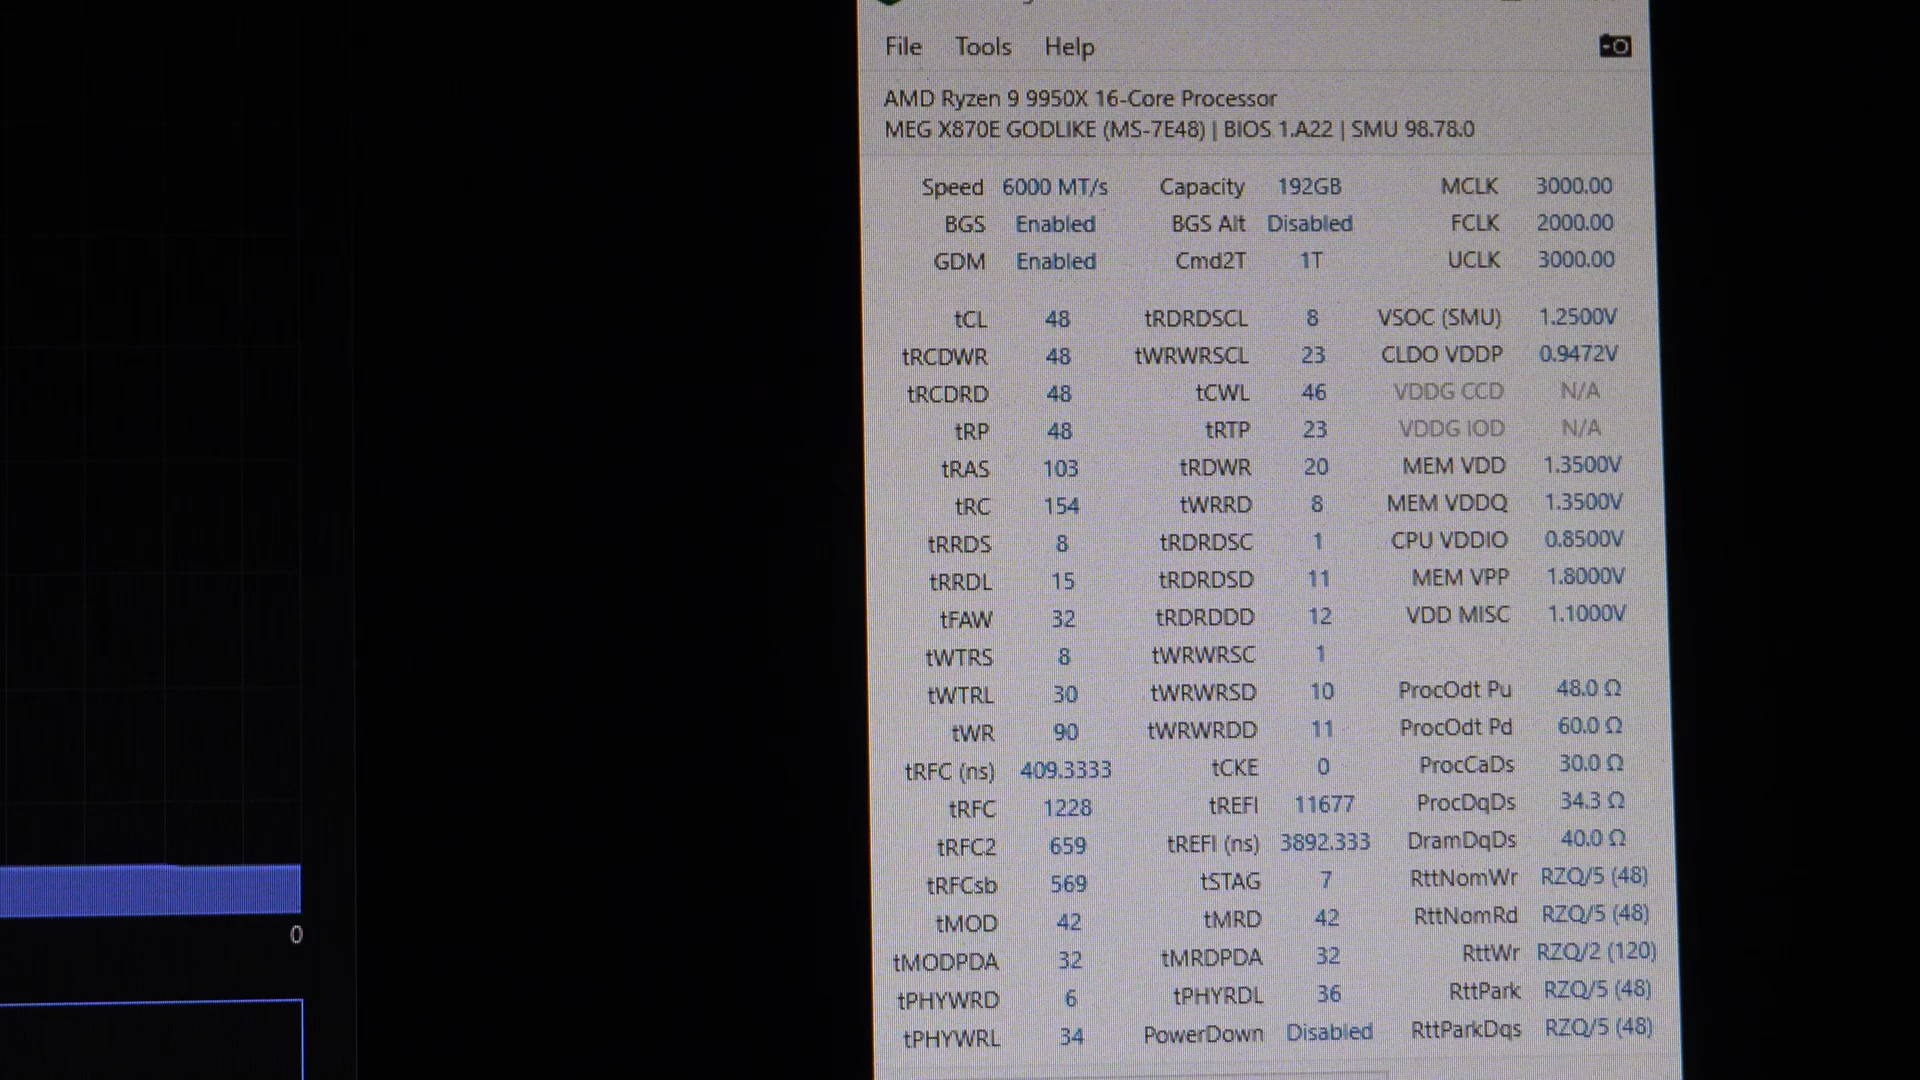 File Tools Help
AMD Ryzen 9 9950X 16-Core Processor
MEG X870E GODLIKE (MS-7E48) | BIOS 1.A22 | SMU 98.78.0
Speed 6000 MT/s Capacity 192GB MCLK 3000.00
BGS Enabled BGS Alt Disabled FCLK 2000.00
GDM Enabled Cmd2T 1T UCLK 3000.00
tCL 48 tRDRDSCL 8 VSOC (SMU) 1.2500V
tRCDWR 48 tWRWRSCL 23 CLDO VDDP 0.9472V
tRCDRD 48 tCWL 46 VDDG CCD N/A
tRP 48 tRTP 23 VDDG IOD N/A
tRAS 103 tRDWR 20 MEM VDD 1.3500V
tRC 154 tWRRD 8 MEM VDDQ 1.3500V
tRRDS 8 tRDRDSC 1 CPU VDDIO 0.8500V
tRRDL 15 tRDRDSD 11 MEM VPP 1.8000V
tFAW 32 tRDRDDD 12 VDD MISC 1.1000V
tWTRS 8 tWRWRSC 1
tWTRL 30 tWRWRSD 10 ProcOdt Pu 48.0 Ω
tWR 90 tWRWRDD 11 ProcOdt Pd 60.0 Ω
tRFC (ns) 409.3333 tCKE 0 ProcCaDs 30.0 Ω
tRFC 1228 tREFI 11677 ProcDqDs 34.3 Ω
tRFC2 659 tREFI (ns) 3892.333 DramDqDs 40.0 Ω
tRFCsb 569 tSTAG 7 RttNomWr RZQ/5 (48)
0 tMOD 42 tMRD 42 RttNomRd RZQ/5 (48)
tMODPDA 32 tMRDPDA 32 RttWr RZQ/2 (120)
tPHYWRD 6 tPHYRDL 36 RttPark RZQ/5 (48)
tPHYWRL 34 PowerDown Disabled RttParkDqs RZQ/5 (48)